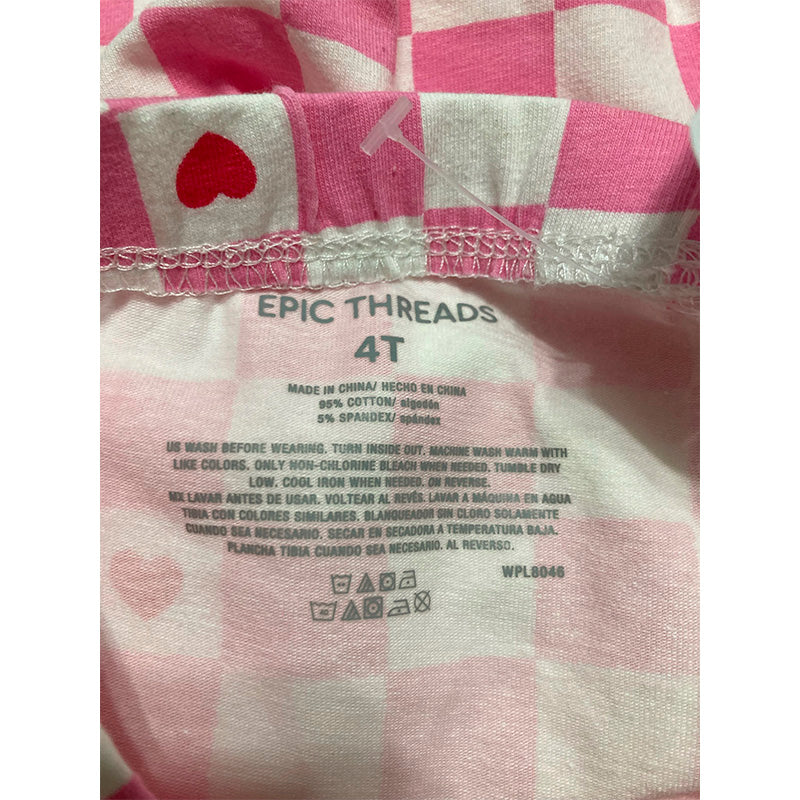 EPIC THREADS
4T
MADE IN CHINA/ HECHO EN CHINA
95% COTTON/ algodón
5% SPANDEX/ spándex
US WASH BEFORE WEARING. TURN INSIDE OUT. MACHINE WASH WARM WITH
LIKE COLORS. ONLY NON-CHLORINE BLEACH WHEN NEEDED. TUMBLE DRY
LOW. COOL IRON WHEN NEEDED. ON REVERSE.
MX LAVAR ANTES DE USAR. VOLTEAR AL REVÉS. LAVAR A MÁQUINA EN AGUA
TIBIA CON COLORES SIMILARES. BLANQUEADOR SIN CLORO SOLAMENTE
CUANDO SEA NECESARIO. SECAR EN SECADORA A TEMPERATURA BAJA.
PLANCHA TIBIA CUANDO SEA NECESARIO. AL REVERSO.
WPL8046